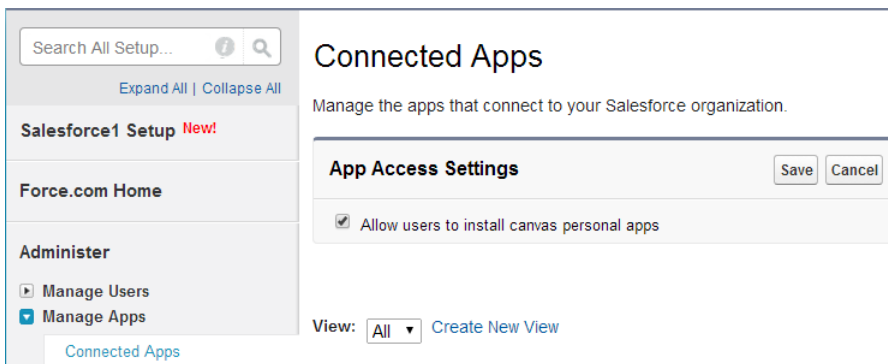 Search All Setup...
Expand All | Collapse All
Salesforce1 Setup New!
Force.com Home
Administer
Manage Users
Manage Apps
Connected Apps
Connected Apps
Manage the apps that connect to your Salesforce organization.
App Access Settings
Save Cancel
Allow users to install canvas personal apps
View: All Create New View